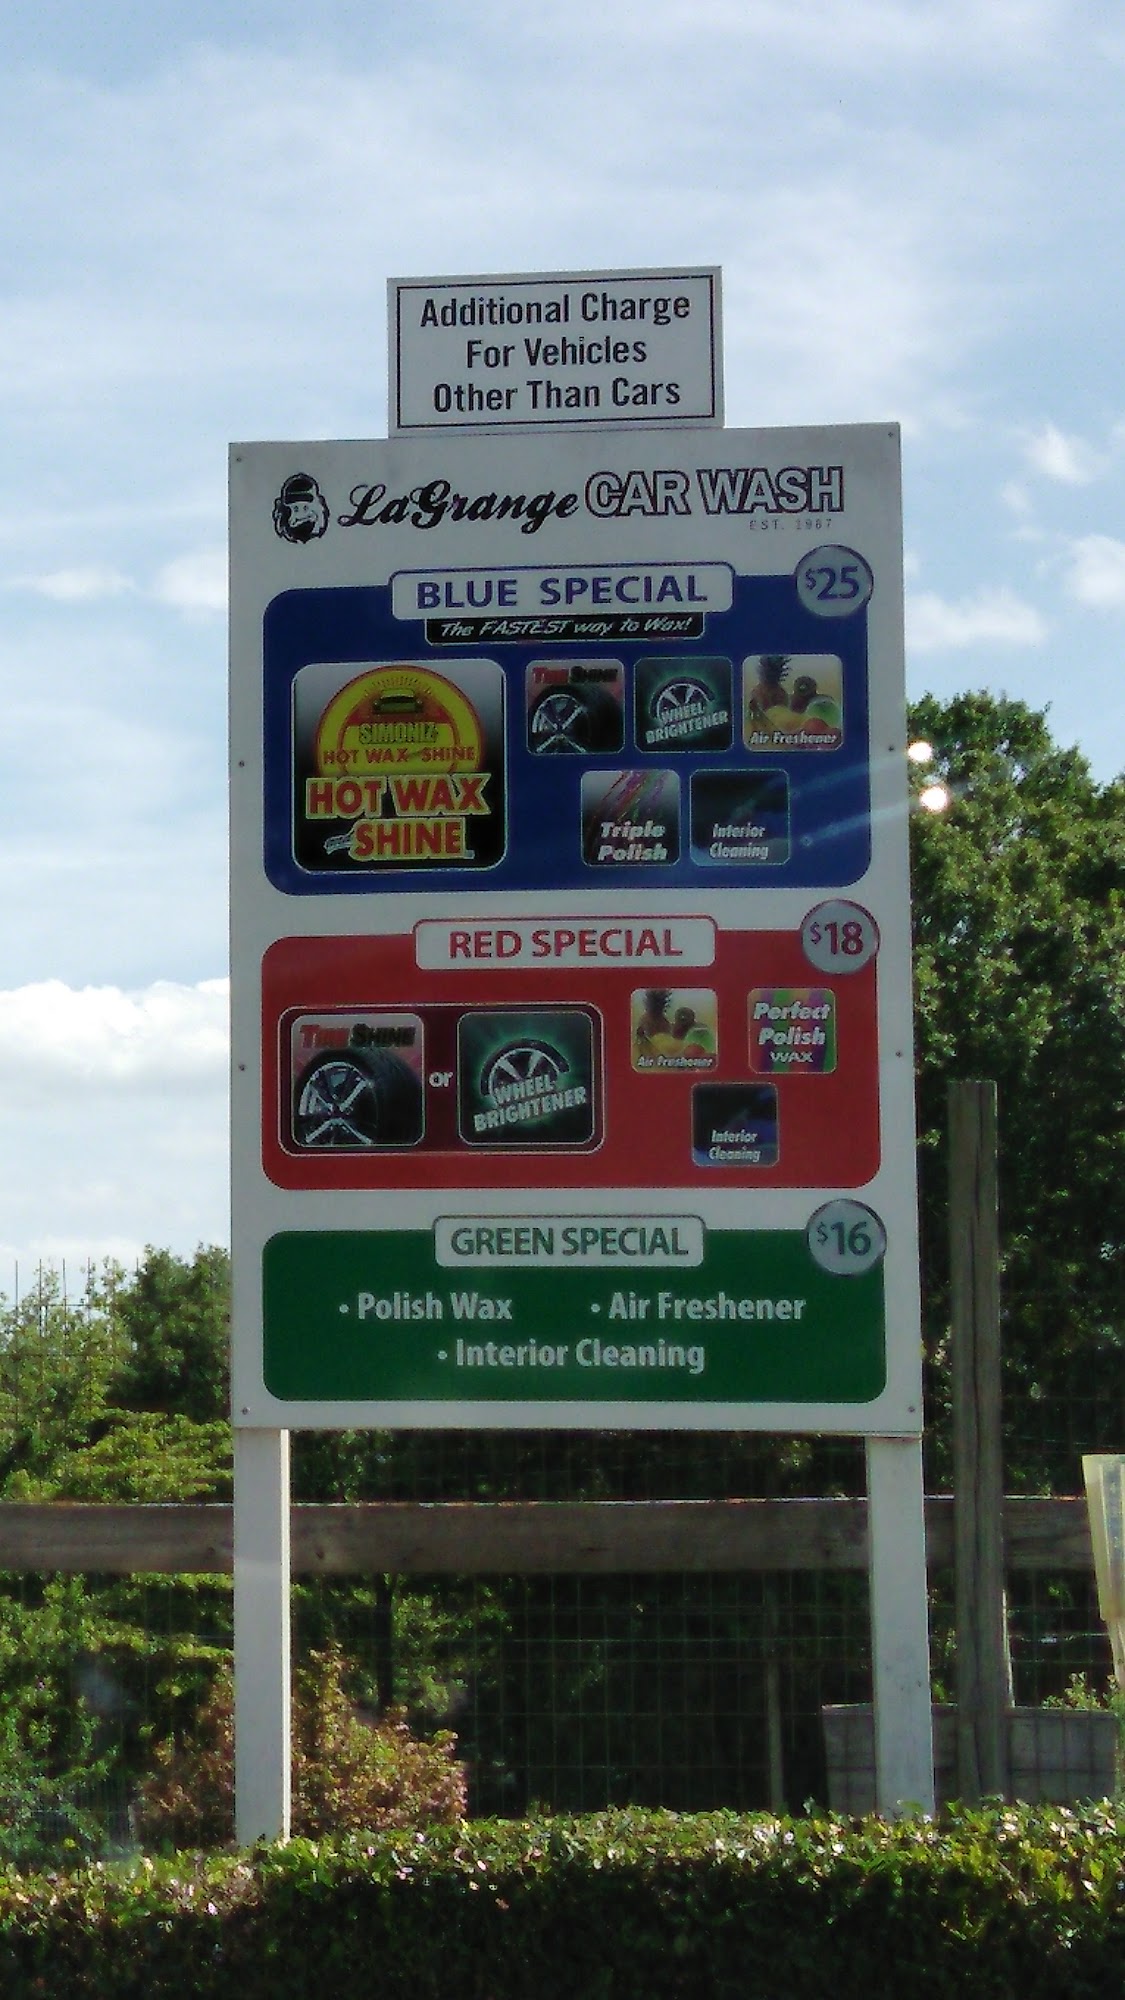 Additional Charge
For Vehicles
Other Than Cars
LaGrange CAR WASH
EST. 1987
BLUE SPECIAL
$25
The FASTEST way to Wax!
SIMONIZ
HOT WAX SHINE
HOT WAX
and SHINE
TIRE SHINE
WHEEL
BRIGHTENER
Air Freshener
Triple
Polish
Interior
Cleaning
RED SPECIAL
$18
TIRE SHINE
or
WHEEL
BRIGHTENER
Air Freshener
Perfect
Polish
WAX
Interior
Cleaning
GREEN SPECIAL
$16
• Polish Wax • Air Freshener
• Interior Cleaning